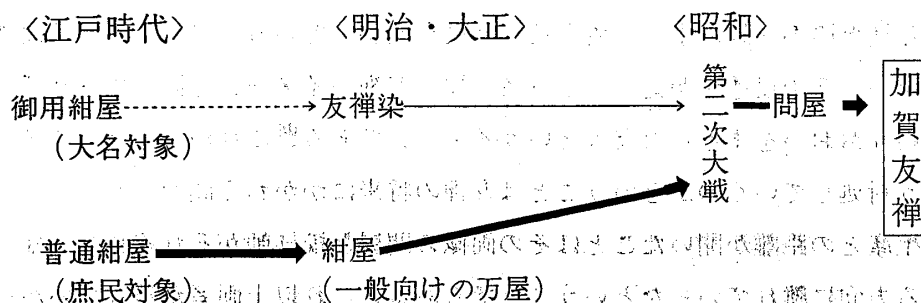 〈江戸時代〉 〈明治・大正〉 〈昭和〉
御用紺屋 友禅染 第二次大戦 問屋 加賀友禅
(大名対象)
普通紺屋 紺屋
(庶民対象) (一般向けの万屋)